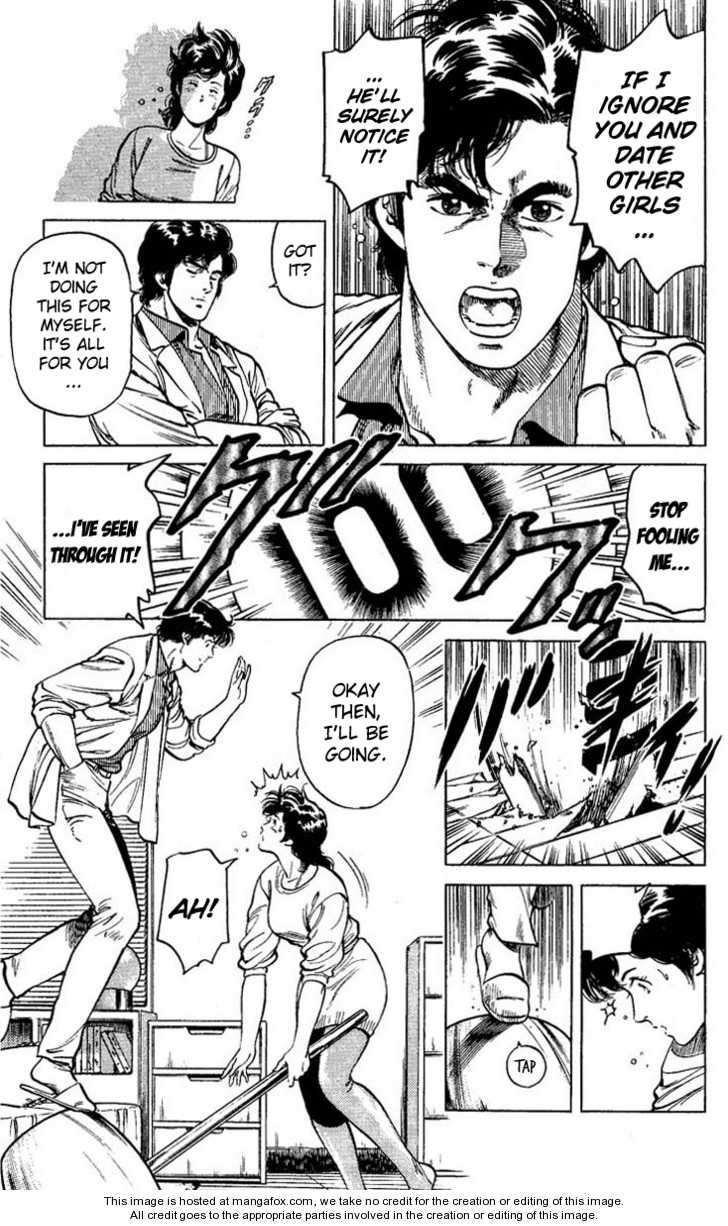 IF I
IGNORE
YOU AND
DATE
OTHER
GIRLS
...
...
HE'LL
SURELY
NOTICE
IT!
GOT
IT?
I'M NOT
DOING
THIS FOR
MYSELF.
IT'S ALL
FOR YOU
...
STOP
FOOLING
ME...
100
...I'VE SEEN
THROUGH IT!
OKAY
THEN,
I'LL BE
GOING.
AH!
TAP
This image is hosted at mangafox.com, we take no credit for the creation or editing of this image.
All credit goes to the appropriate parties involved in the creation or editing of this image.